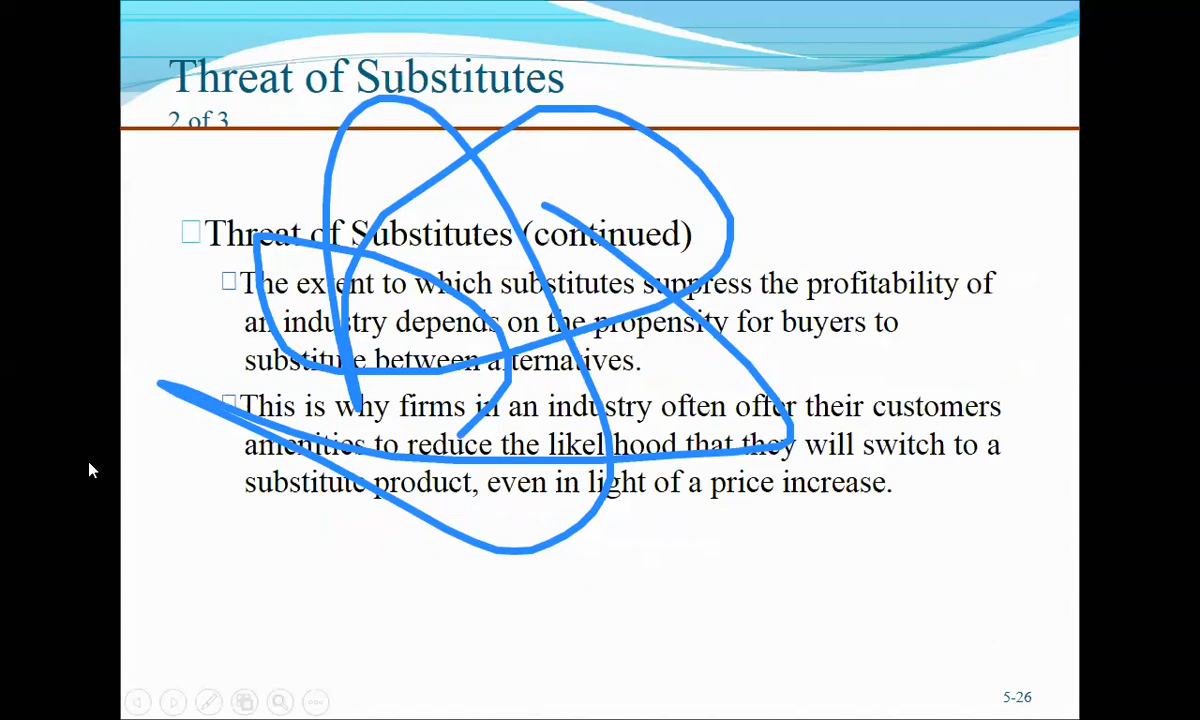 Threat of Substitutes
2 of 3
Threat of Substitutes (continued)
The extent to which substitutes suppress the profitability of
an industry depends on the propensity for buyers to
substitute between alternatives.
This is why firms in an industry often offer their customers
amenities to reduce the likelihood that they will switch to a
substitute product, even in light of a price increase.
5-26